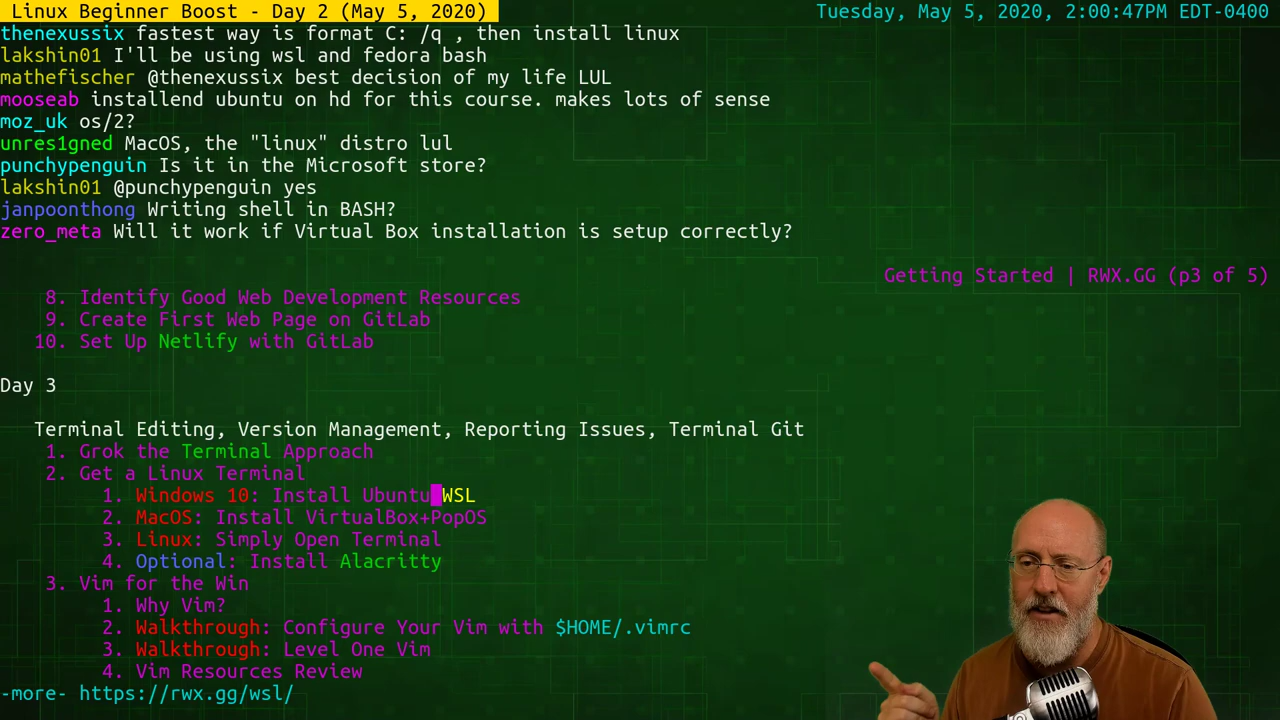 Linux Beginner Boost - Day 2 (May 5, 2020)
Tuesday, May 5, 2020, 2:00:47PM EDT-0400
thenexussix fastest way is format C: /q , then install linux
lakshin01 I'll be using wsl and fedora bash
mathefischer @thenexussix best decision of my life LUL
mooseab installend ubuntu on hd for this course. makes lots of sense
moz_uk os/2?
unres1gned MacOS, the "linux" distro lul
punchypenguin Is it in the Microsoft store?
lakshin01 @punchypenguin yes
janpoonthong Writing shell in BASH?
zero_meta Will it work if Virtual Box installation is setup correctly?
Getting Started | RWX.GG (p3 of 5)
8. Identify Good Web Development Resources
9. Create First Web Page on GitLab
10. Set Up Netlify with GitLab
Day 3
Terminal Editing, Version Management, Reporting Issues, Terminal Git
1. Grok the Terminal Approach
2. Get a Linux Terminal
1. Windows 10: Install Ubuntu WSL
2. MacOS: Install VirtualBox+PopOS
3. Linux: Simply Open Terminal
4. Optional: Install Alacritty
3. Vim for the Win
1. Why Vim?
2. Walkthrough: Configure Your Vim with $HOME/.vimrc
3. Walkthrough: Level One Vim
4. Vim Resources Review
-more- https://rwx.gg/wsl/